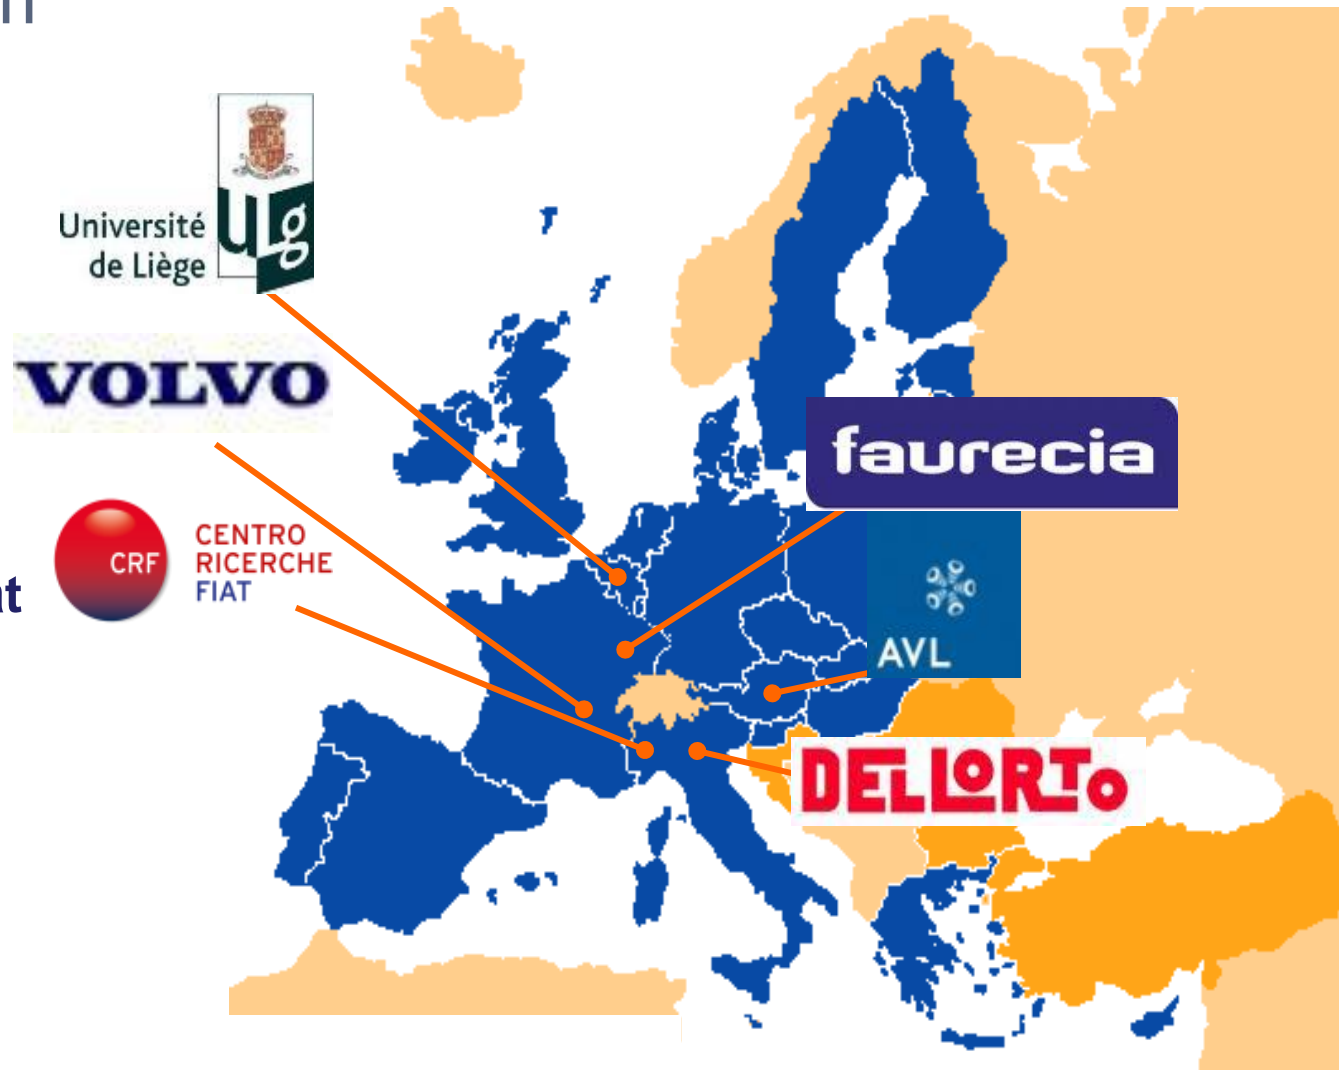 Université
de Liège
ULg
VOLVO
faurecia
CRF
CENTRO
RICERCHE
FIAT
AVL
DELLORTO